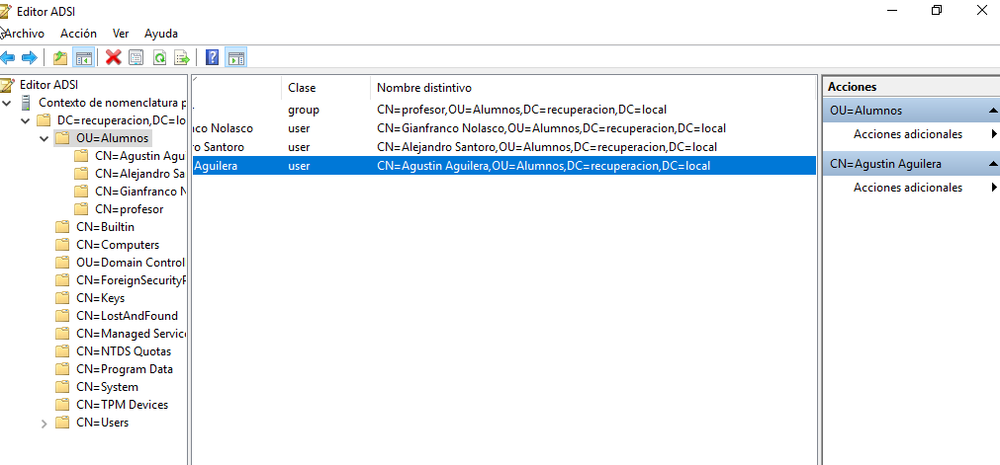 Editor ADSI
Archivo Acción Ver Ayuda
Editor ADSI
Contexto de nomenclatura p
DC=recuperacion,DC=lo
OU=Alumnos
CN=Agustin Agu
CN=Alejandro Sa
CN=Gianfranco N
CN=profesor
CN=Builtin
CN=Computers
OU=Domain Control
CN=ForeignSecurityP
CN=Keys
CN=LostAndFound
CN=Managed Service
CN=NTDS Quotas
CN=Program Data
CN=System
CN=TPM Devices
CN=Users
Clase Nombre distintivo
group CN=profesor,OU=Alumnos,DC=recuperacion,DC=local
nco Nolasco user CN=Gianfranco Nolasco,OU=Alumnos,DC=recuperacion,DC=local
ro Santoro user CN=Alejandro Santoro,OU=Alumnos,DC=recuperacion,DC=local
Aguilera user CN=Agustin Aguilera,OU=Alumnos,DC=recuperacion,DC=local
Acciones
OU=Alumnos
Acciones adicionales
CN=Agustin Aguilera
Acciones adicionales